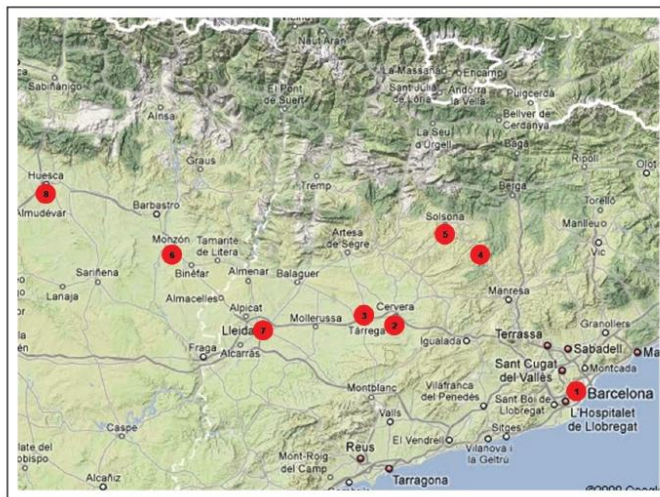 Vielha
Naut Aran
La Massana
Encamp
Sant Julià
de Lòria
Andorra
la Vella
Sabiñánigo
El Pont
de Suert
Puigcerdà
Bellver de
Cerdanya
Aínsa
La Seu
d'Urgell
Bagà
Ripoll
Olot
Graus
Huesca
8
Almudévar
Tremp
Berga
Barbastro
Solsona
5
Torelló
Manlleu
Vic
Monzón
6
Tamarite
de Litera
Artesa
de Segre
4
Binéfar
Sariñena
Almenar
Balaguer
Lanaja
Almacelles
Manresa
Alpicat
3
Cervera
Lleida
7
Mollerussa
Tàrrega
2
Granollers
Igualada
Terrassa
Sabadell
Ma
Fraga
Alcarràs
Sant Cugat
del Vallès
Montcada
Montblanc
Vilafranca
del Penedès
1
Barcelona
Sant Boi de
Llobregat
L'Hospitalet
de Llobregat
Valls
Caspe
Reus
El Vendrell
Sitges
Vilanova i
la Geltrú
Mont-Roig
del Camp
Alcañiz
Tarragona